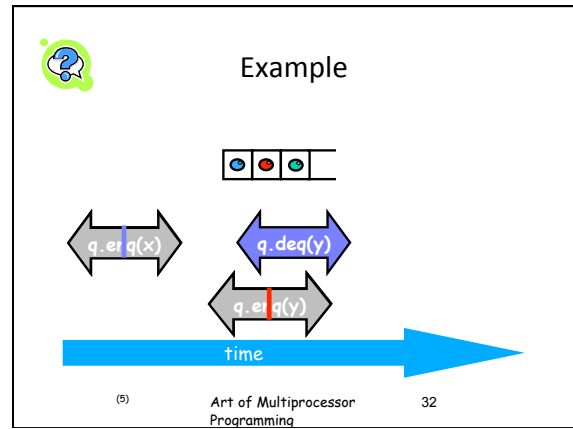 Example
q.enq(x)
q.deq(y)
q.enq(y)
time
(5)
Art of Multiprocessor
Programming
32